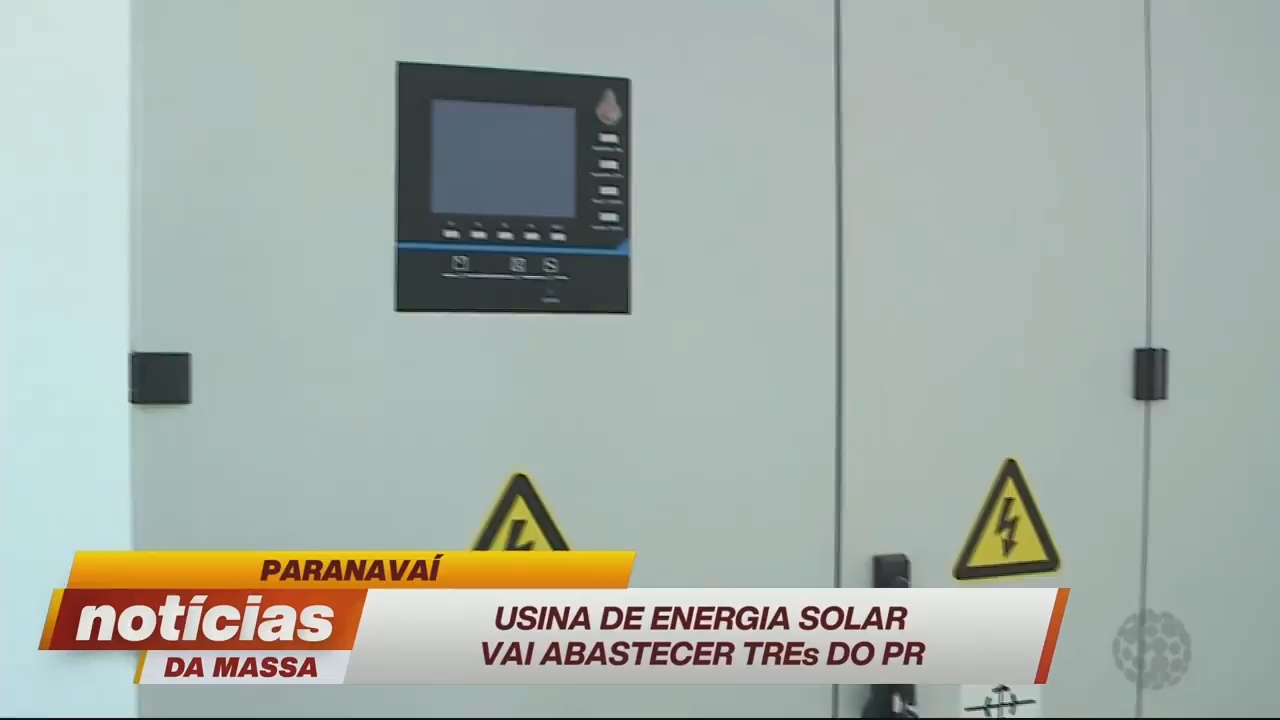 PARANAVAÍ
notícias
DA MASSA
USINA DE ENERGIA SOLAR
VAI ABASTECER TREs DO PR